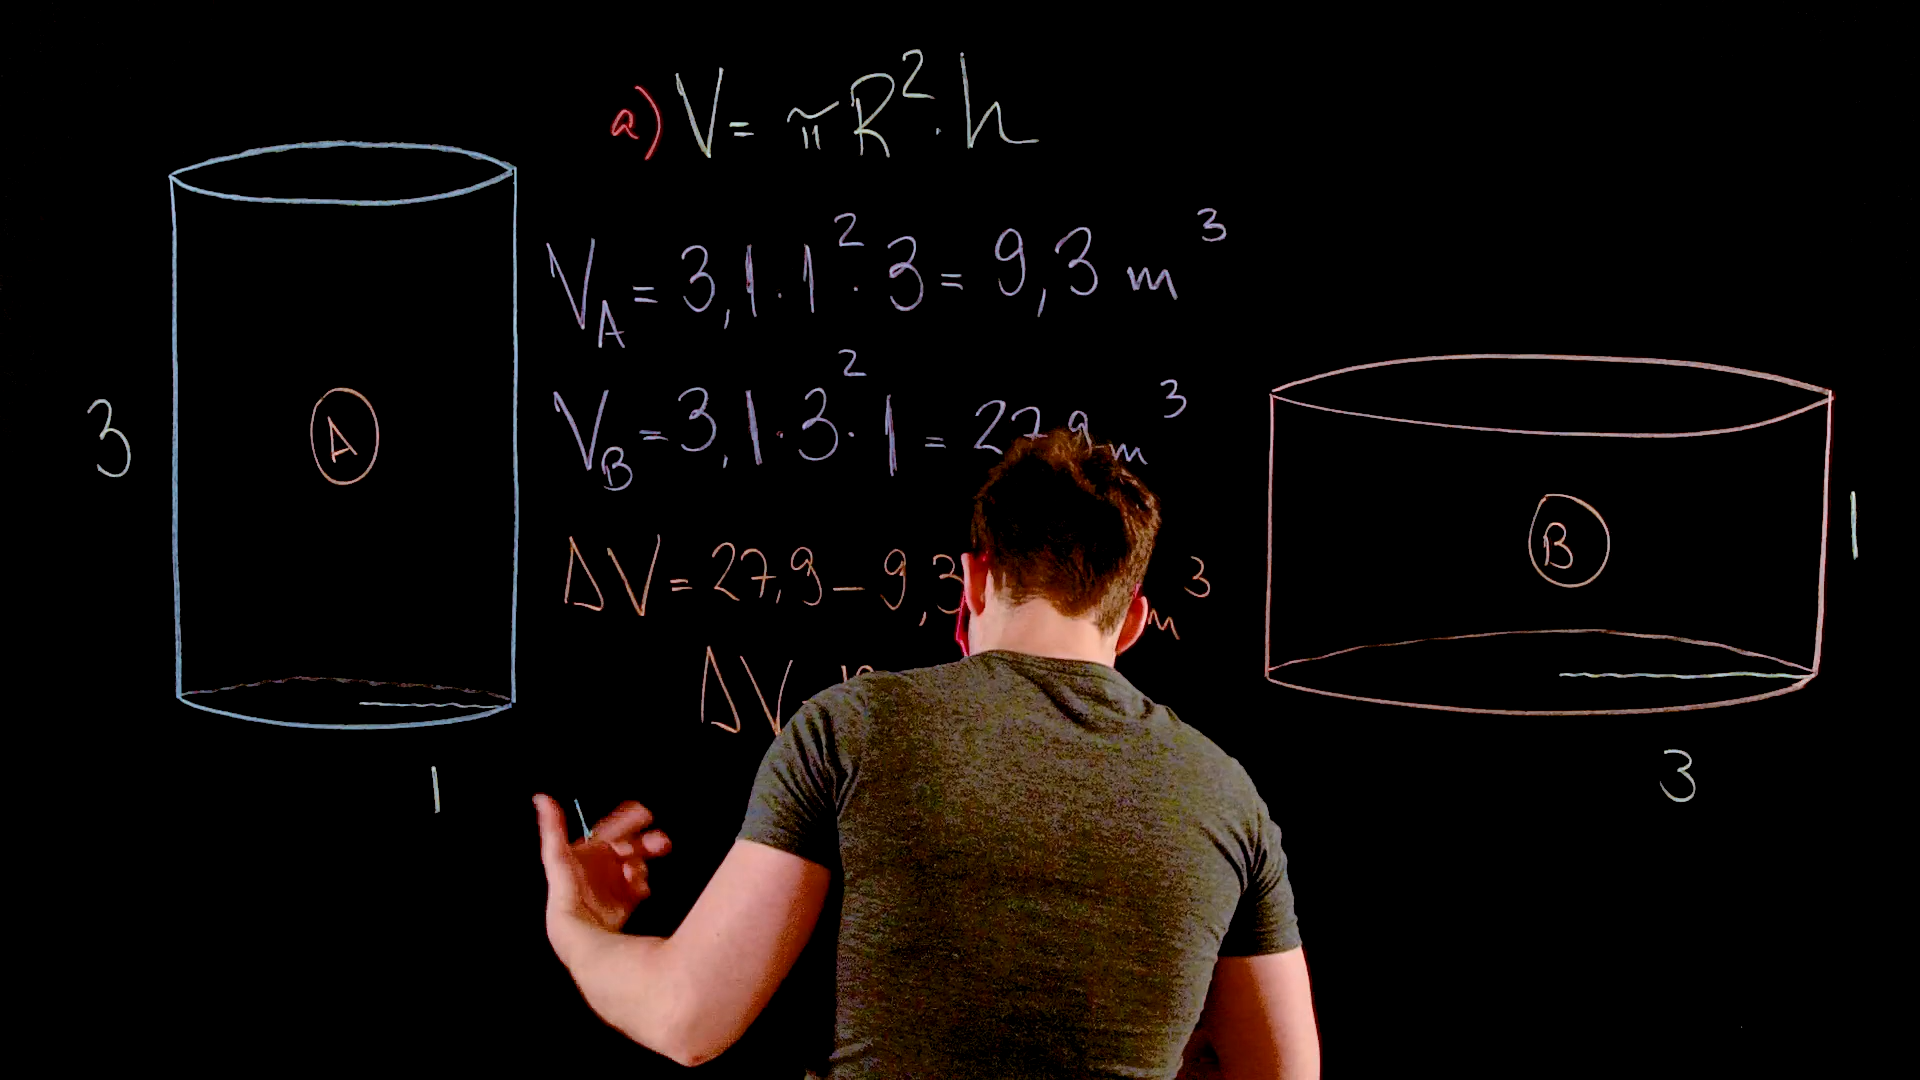 a) V = πR²·h
V_A = 3,1·1²·3 = 9,3 m³
V_B = 3,1·3²·1 = 27,9 m³
ΔV = 27,9 – 9,3 m³
ΔV
3
A
1
B
1
3